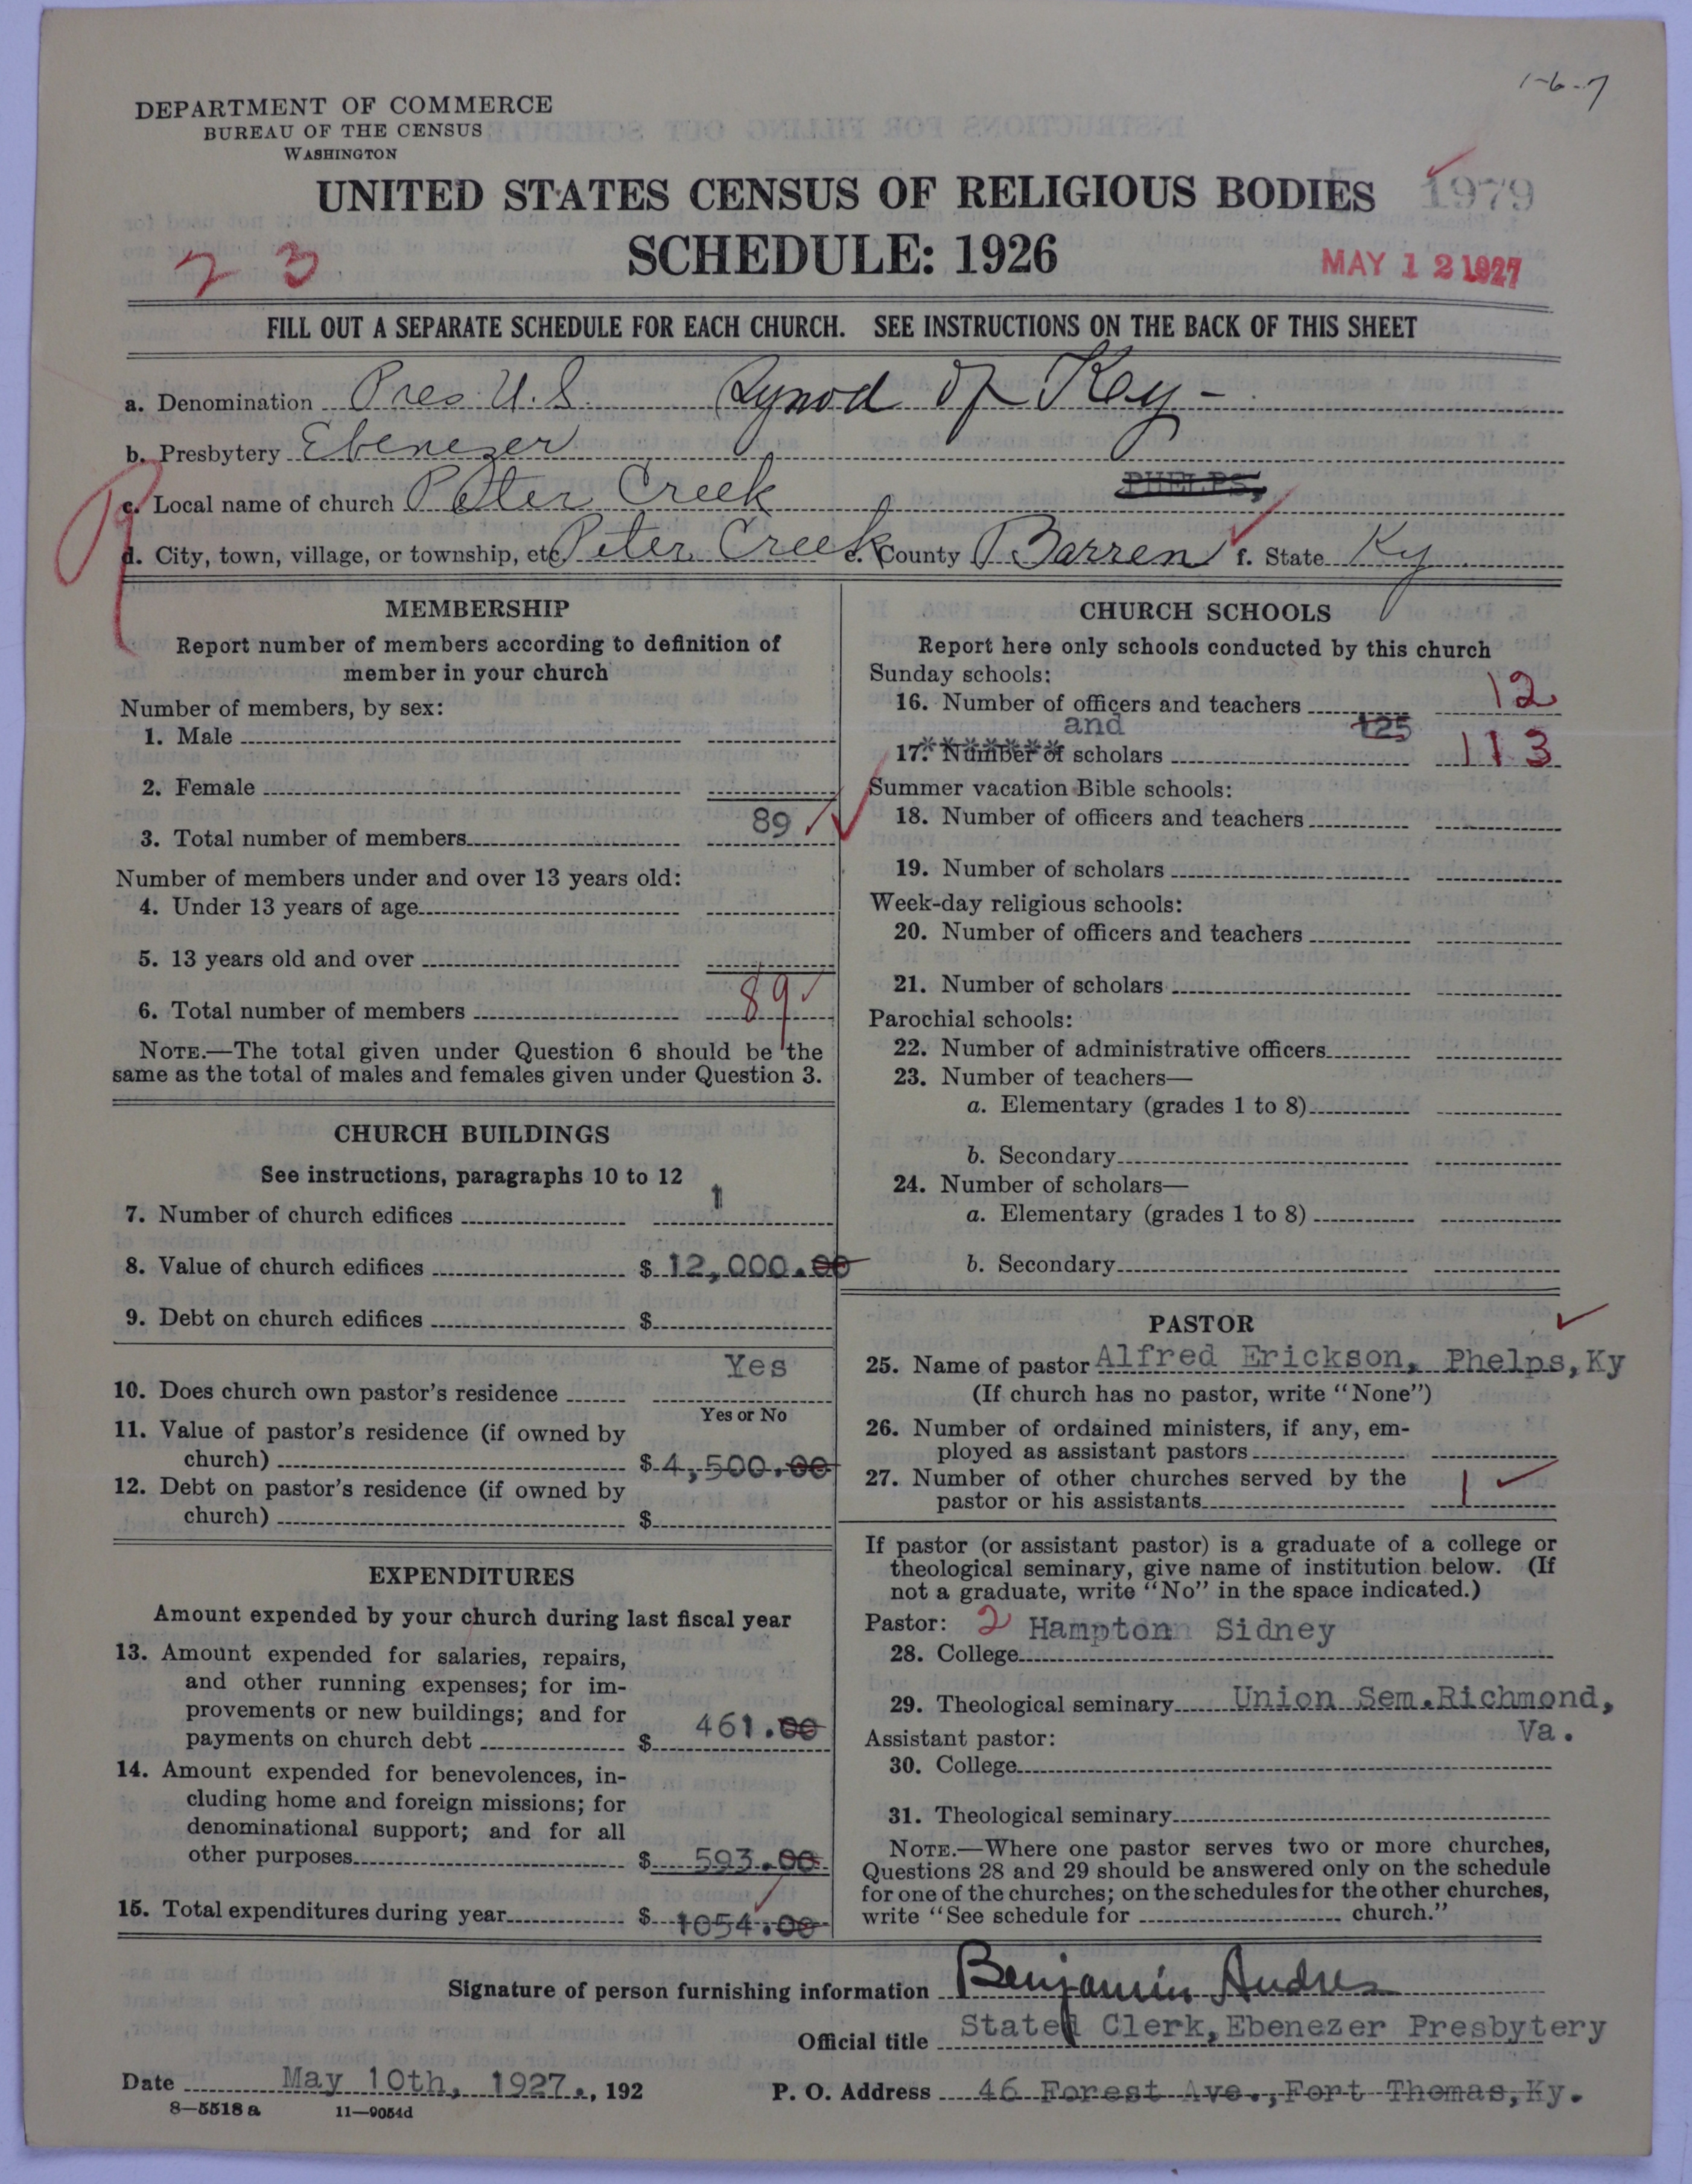 1-6-7
DEPARTMENT OF COMMERCE
BUREAU OF THE CENSUS
WASHINGTON
UNITED STATES CENSUS OF RELIGIOUS BODIES
1979
SCHEDULE: 1926
2 3
MAY 12 1927
FILL OUT A SEPARATE SCHEDULE FOR EACH CHURCH. SEE INSTRUCTIONS ON THE BACK OF THIS SHEET
a. Denomination Pres. U.S. Synod of Key -
b. Presbytery Ebenezer
PHELPS,
c. Local name of church Peter Creek
d. City, town, village, or township, etc. Peter Creek e. County Barren f. State Ky
MEMBERSHIP
Report number of members according to definition of
member in your church
Number of members, by sex:
1. Male
2. Female
3. Total number of members 89
Number of members under and over 13 years old:
4. Under 13 years of age
5. 13 years old and over
6. Total number of members 89
NOTE.—The total given under Question 6 should be the
same as the total of males and females given under Question 3.
CHURCH BUILDINGS
See instructions, paragraphs 10 to 12
7. Number of church edifices 1
8. Value of church edifices $ 12,000.00
9. Debt on church edifices $
10. Does church own pastor's residence Yes
Yes or No
11. Value of pastor's residence (if owned by
church) $ 4,500.00
12. Debt on pastor's residence (if owned by
church) $
EXPENDITURES
Amount expended by your church during last fiscal year
13. Amount expended for salaries, repairs,
and other running expenses; for im-
provements or new buildings; and for
payments on church debt $ 461.00
14. Amount expended for benevolences, in-
cluding home and foreign missions; for
denominational support; and for all
other purposes $ 593.00
15. Total expenditures during year $ 1054.00
CHURCH SCHOOLS
Report here only schools conducted by this church
Sunday schools:
16. Number of officers and teachers 12
and 125
17. ******** Number of scholars 113
Summer vacation Bible schools:
18. Number of officers and teachers
19. Number of scholars
Week-day religious schools:
20. Number of officers and teachers
21. Number of scholars
Parochial schools:
22. Number of administrative officers
23. Number of teachers—
a. Elementary (grades 1 to 8)
b. Secondary
24. Number of scholars—
a. Elementary (grades 1 to 8)
b. Secondary
PASTOR
25. Name of pastor Alfred Erickson, Phelps, Ky
(If church has no pastor, write "None")
26. Number of ordained ministers, if any, em-
ployed as assistant pastors
27. Number of other churches served by the
pastor or his assistants 1
If pastor (or assistant pastor) is a graduate of a college or
theological seminary, give name of institution below. (If
not a graduate, write "No" in the space indicated.)
Pastor: 2 Hampton Sidney
28. College
29. Theological seminary Union Sem. Richmond,
Assistant pastor: Va.
30. College
31. Theological seminary
NOTE.—Where one pastor serves two or more churches,
Questions 28 and 29 should be answered only on the schedule
for one of the churches; on the schedules for the other churches,
write "See schedule for church."
Signature of person furnishing information Benjamin Andres
Official title Stated Clerk, Ebenezer Presbytery
Date May 10th, 1927., 192 P. O. Address 46 Forest Ave., Fort Thomas, Ky.
8—5518 a 11—9054d